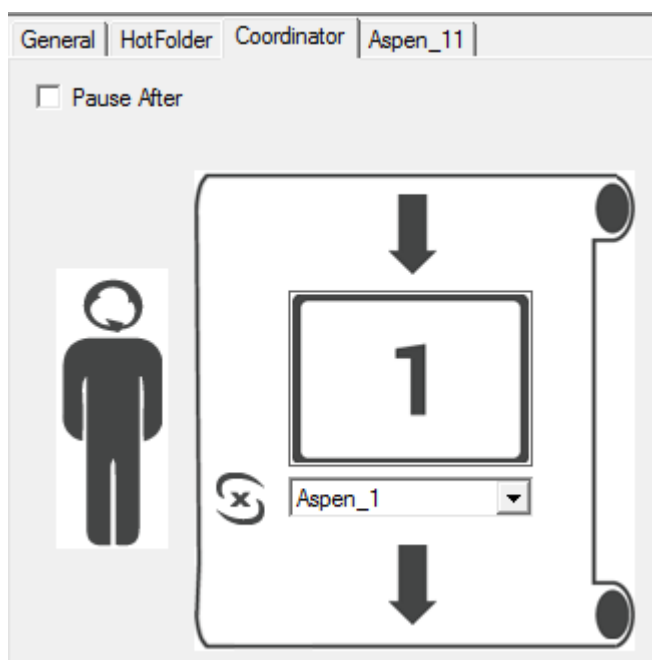 General HotFolder Coordinator Aspen_11
Pause After
1
x
Aspen_1